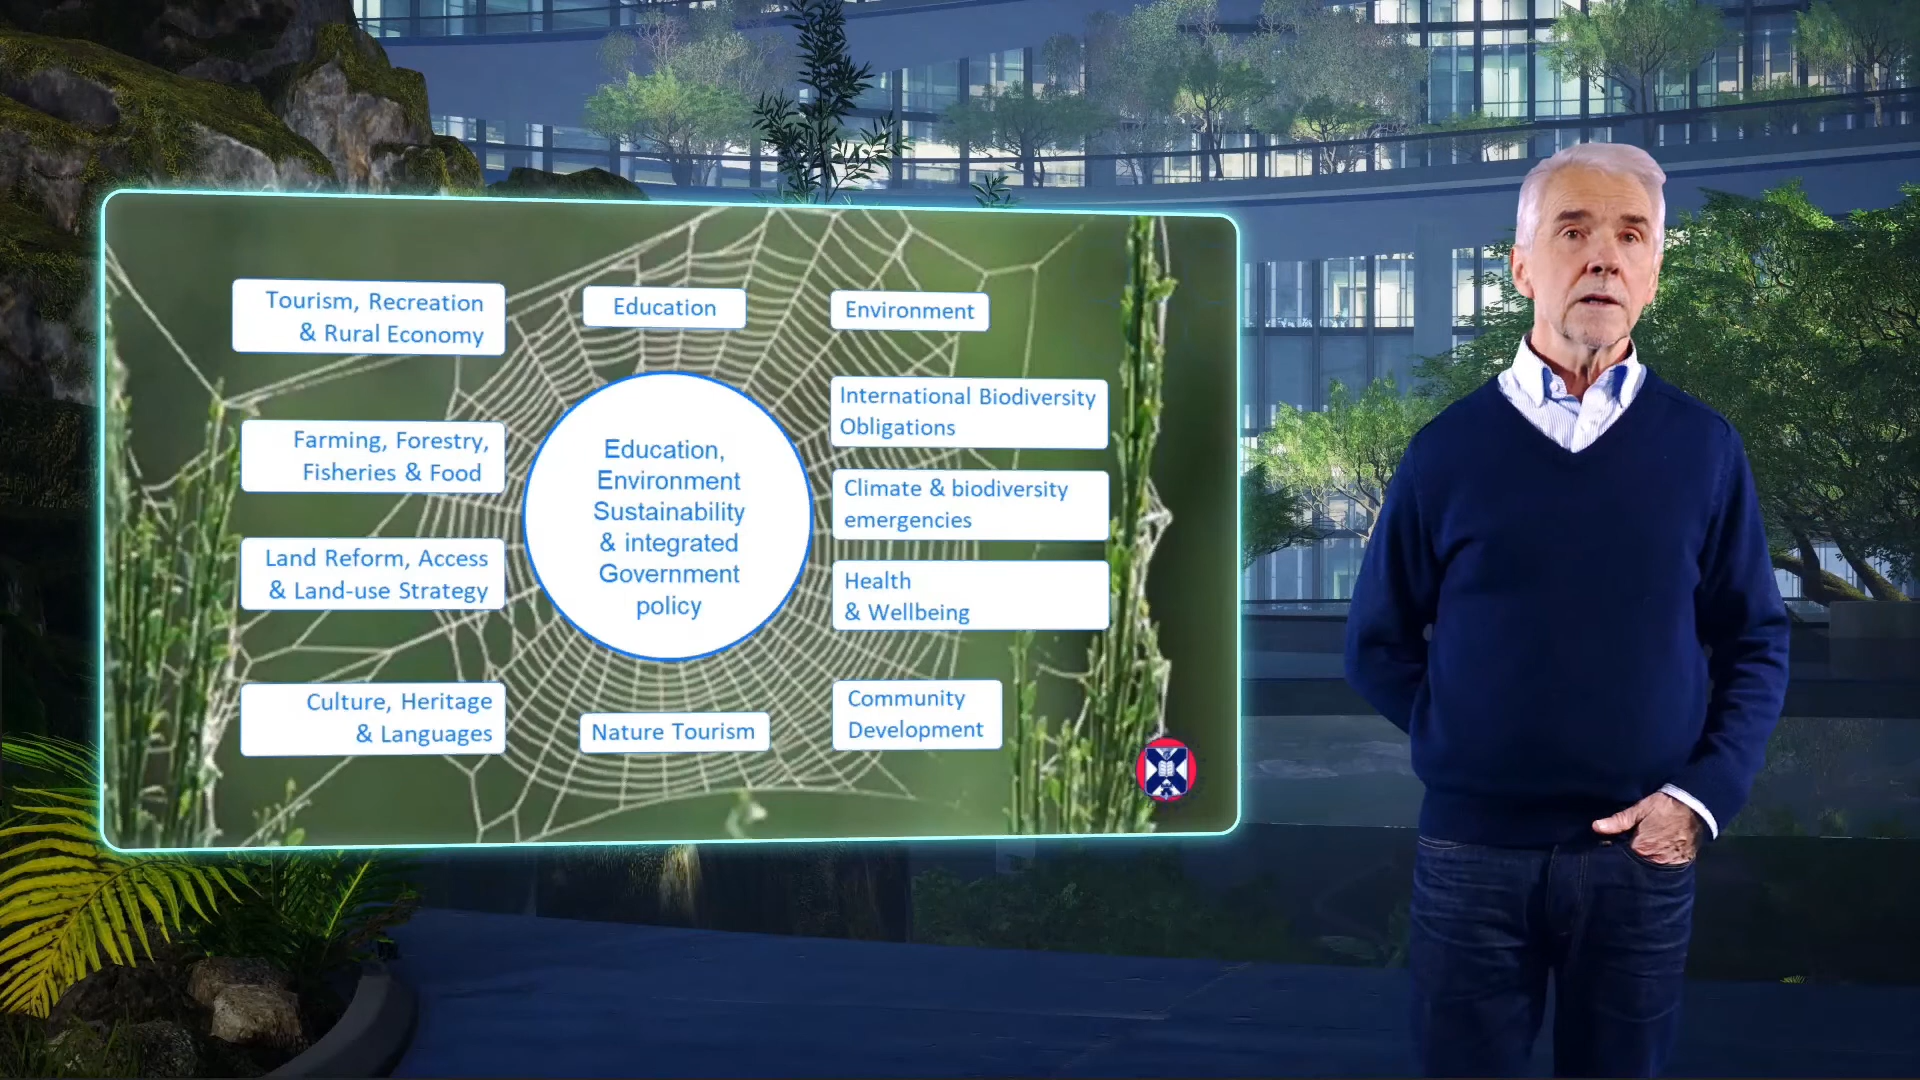 Tourism, Recreation
& Rural Economy
Education
Environment
Farming, Forestry,
Fisheries & Food
Land Reform, Access
& Land-use Strategy
Culture, Heritage
& Languages
Education,
Environment
Sustainability
& integrated
Government
policy
Nature Tourism
International Biodiversity
Obligations
Climate & biodiversity
emergencies
Health
& Wellbeing
Community
Development